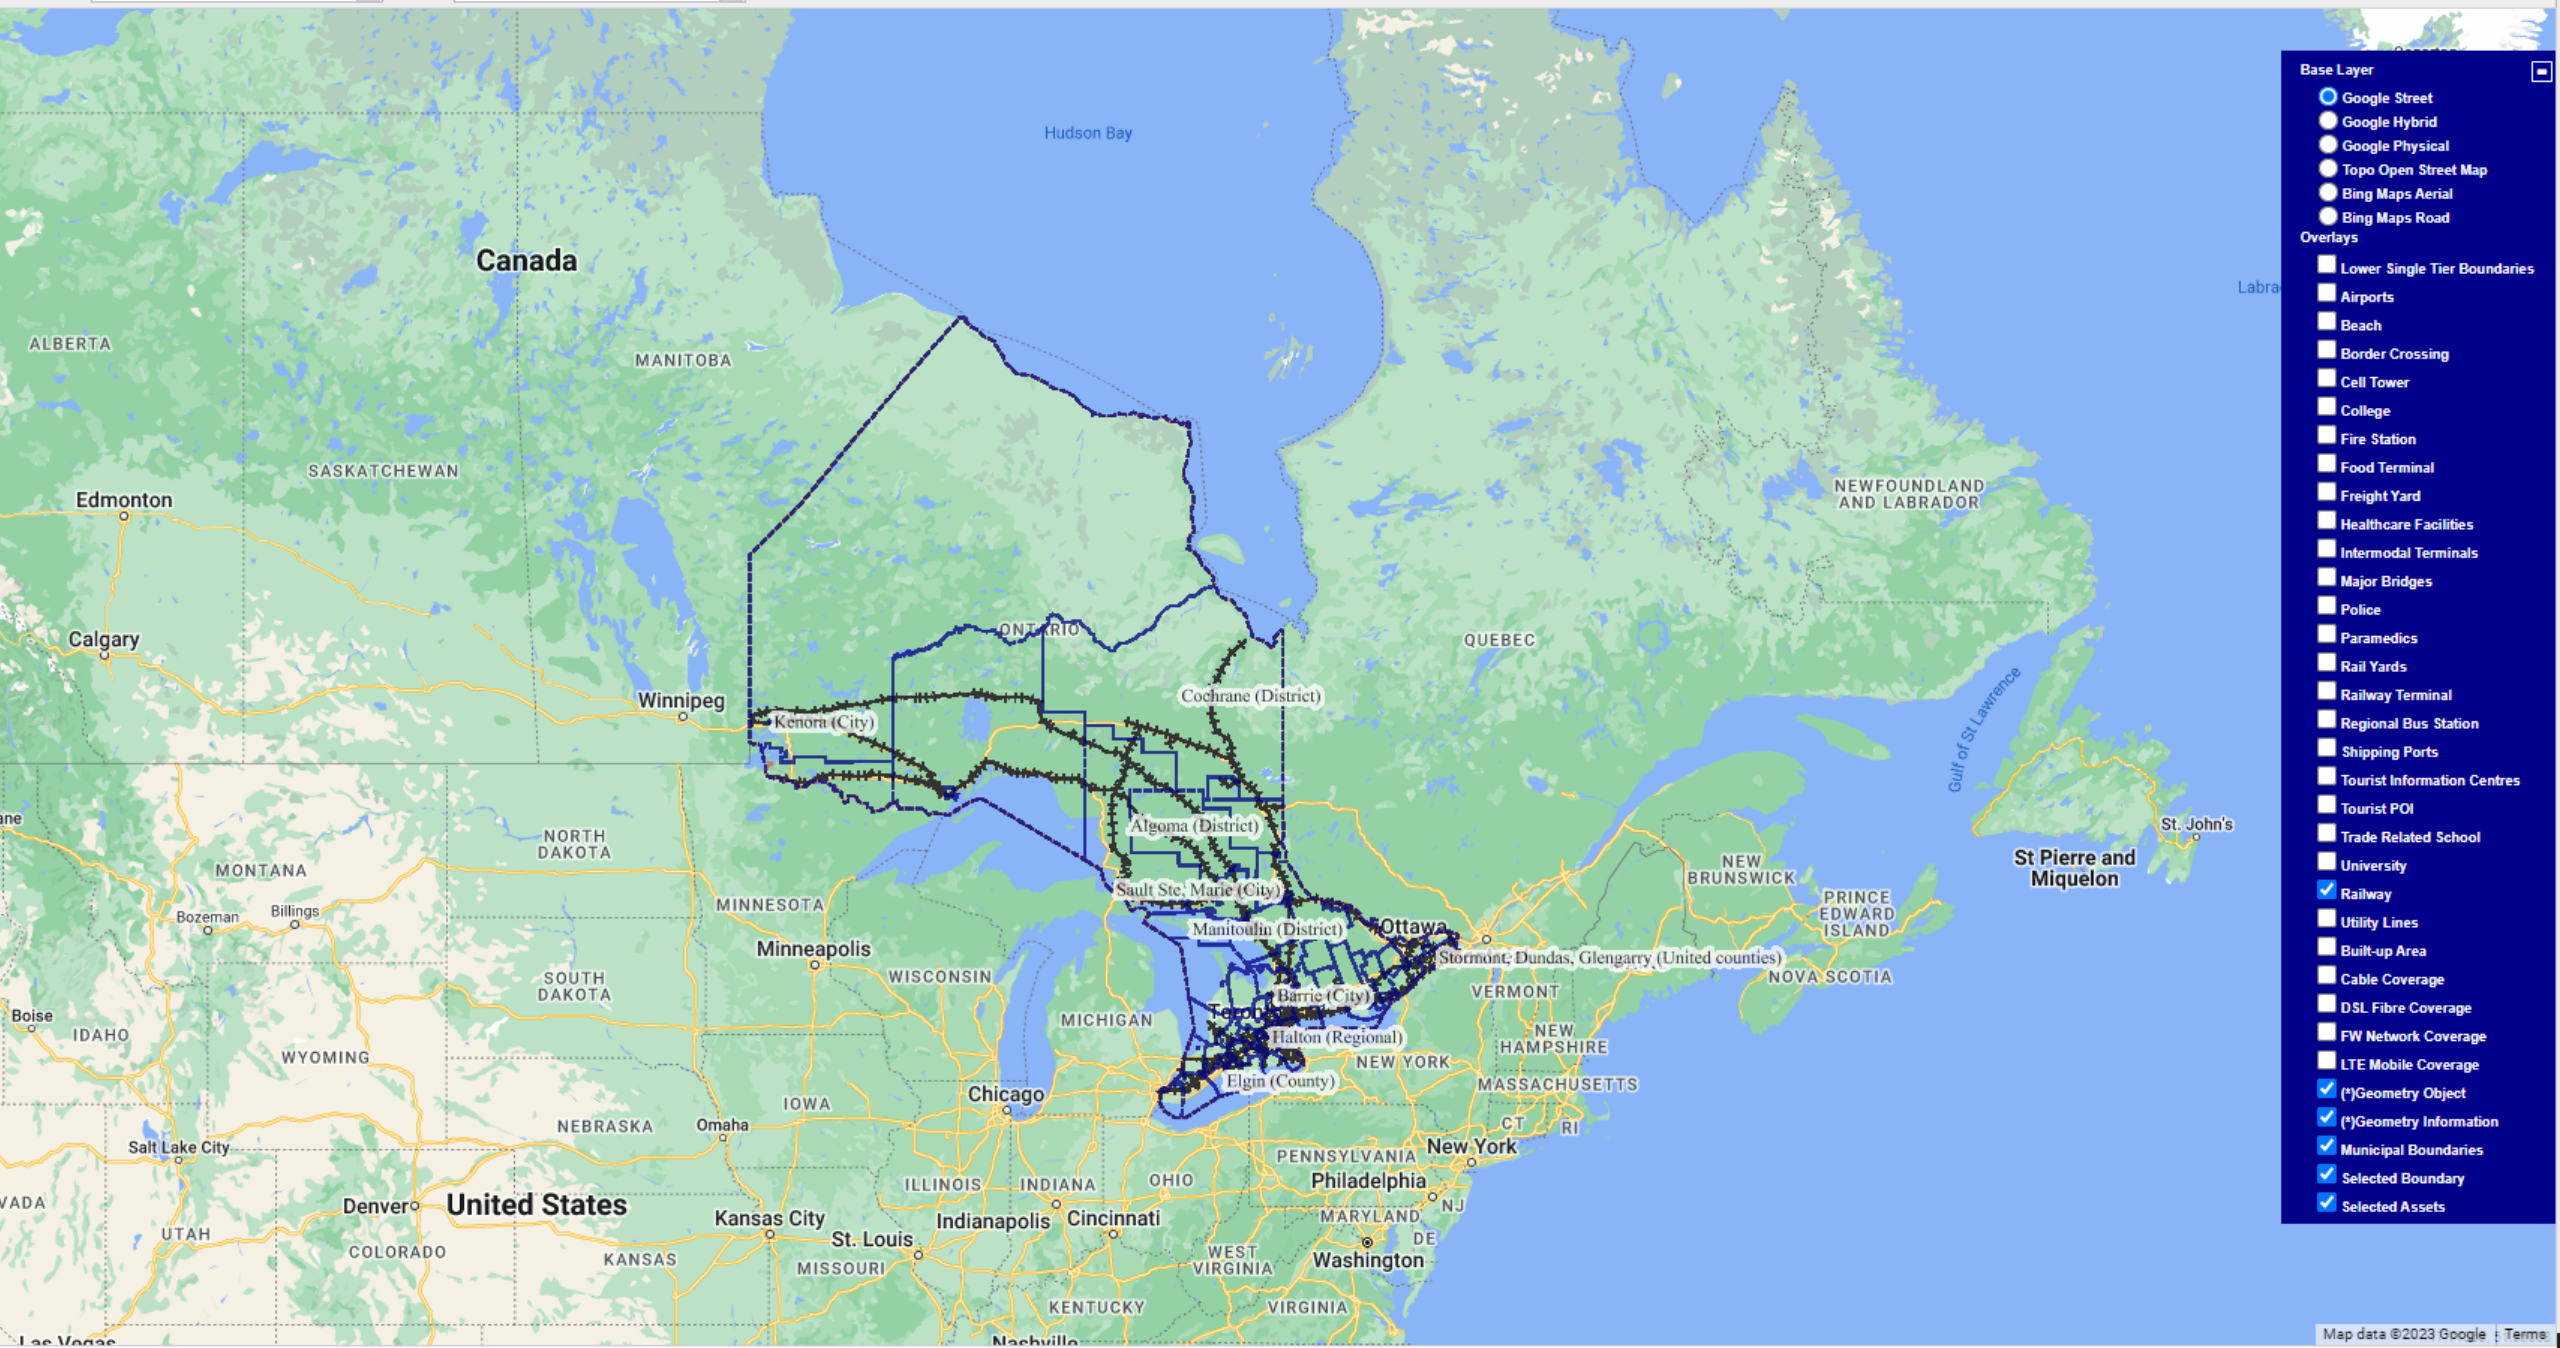 Hudson Bay
Canada
Labra
ALBERTA
MANITOBA
SASKATCHEWAN
Edmonton
NEWFOUNDLAND
AND LABRADOR
ONTARIO
Calgary
QUEBEC
Winnipeg
Cochrane (District)
Kenora (City)
Gulf of St Lawrence
ane
NORTH
DAKOTA
Algoma (District)
St. John's
St Pierre and
Miquelon
MONTANA
NEW
BRUNSWICK
Sault Ste, Marie (City)
PRINCE
EDWARD
ISLAND
MINNESOTA
Bozeman
Billings
Manitoulin (District)
Ottawa
Minneapolis
Stormont, Dundas, Glengarry (United counties)
WISCONSIN
NOVA SCOTIA
SOUTH
DAKOTA
Barrie (City)
VERMONT
Boise
IDAHO
MICHIGAN
Halton (Regional)
NEW
HAMPSHIRE
WYOMING
NEW YORK
Elgin (County)
MASSACHUSETTS
Chicago
IOWA
NEBRASKA
Omaha
CT
RI
Salt Lake City
New York
PENNSYLVANIA
Philadelphia
ILLINOIS
INDIANA
OHIO
VADA
Denver
United States
NJ
Kansas City
Indianapolis
Cincinnati
MARYLAND
UTAH
St. Louis
DE
COLORADO
KANSAS
MISSOURI
WEST
VIRGINIA
Washington
KENTUCKY
VIRGINIA
Las Vegas
Nashville
Base Layer
Google Street
Google Hybrid
Google Physical
Topo Open Street Map
Bing Maps Aerial
Bing Maps Road
Overlays
Lower Single Tier Boundaries
Airports
Beach
Border Crossing
Cell Tower
College
Fire Station
Food Terminal
Freight Yard
Healthcare Facilities
Intermodal Terminals
Major Bridges
Police
Paramedics
Rail Yards
Railway Terminal
Regional Bus Station
Shipping Ports
Tourist Information Centres
Tourist POI
Trade Related School
University
Railway
Utility Lines
Built-up Area
Cable Coverage
DSL Fibre Coverage
FW Network Coverage
LTE Mobile Coverage
(*)Geometry Object
(*)Geometry Information
Municipal Boundaries
Selected Boundary
Selected Assets
Map data ©2023 Google
Terms